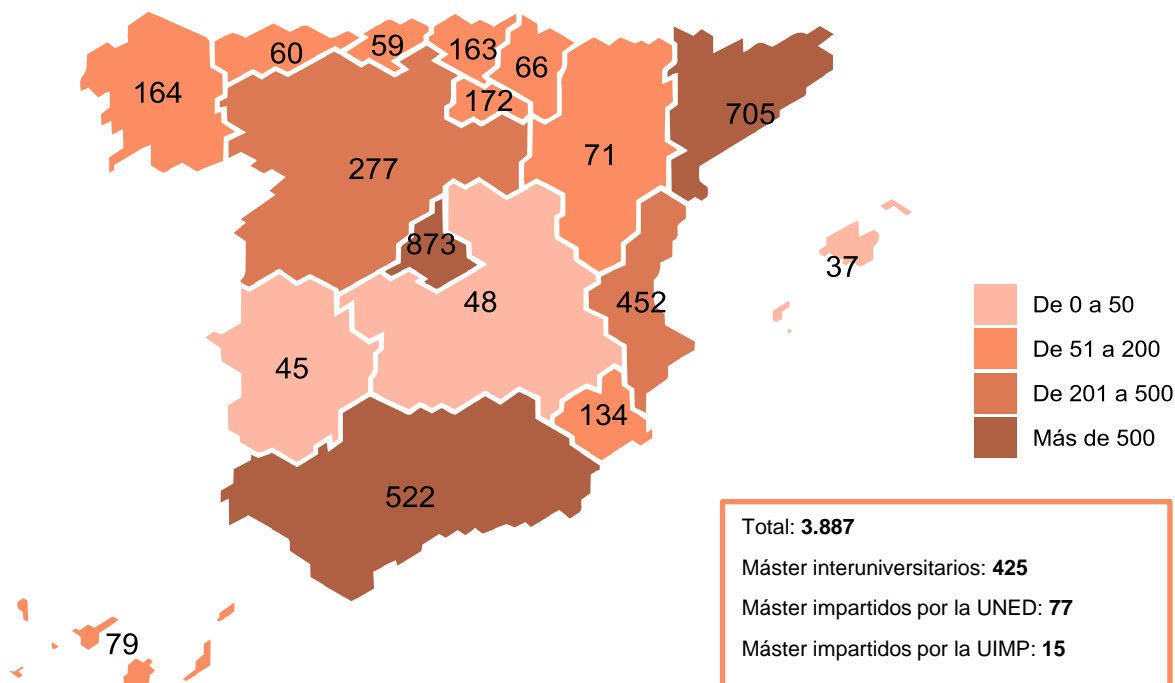 60
59
163
66
164
172
705
71
277
873
37
48
452
45
134
522
79
De 0 a 50
De 51 a 200
De 201 a 500
Más de 500
Total: 3.887
Máster interuniversitarios: 425
Máster impartidos por la UNED: 77
Máster impartidos por la UIMP: 15